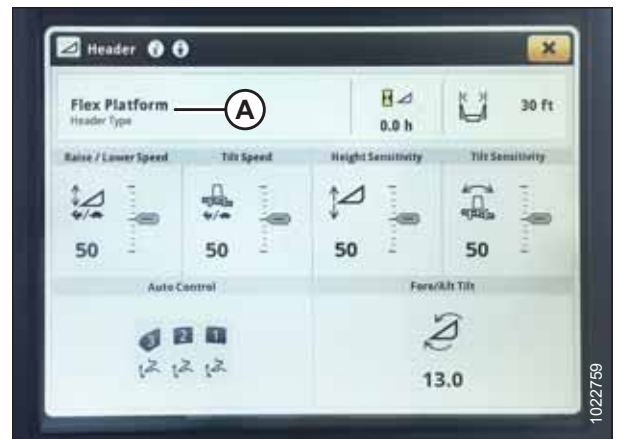 Header
Flex Platform
Header Type
A
0.0 h
30 ft
Raise / Lower Speed
Tilt Speed
Height Sensitivity
Tilt Sensitivity
50
50
50
50
Auto Control
Fore/Aft Tilt
3 2 1
13.0
1022759